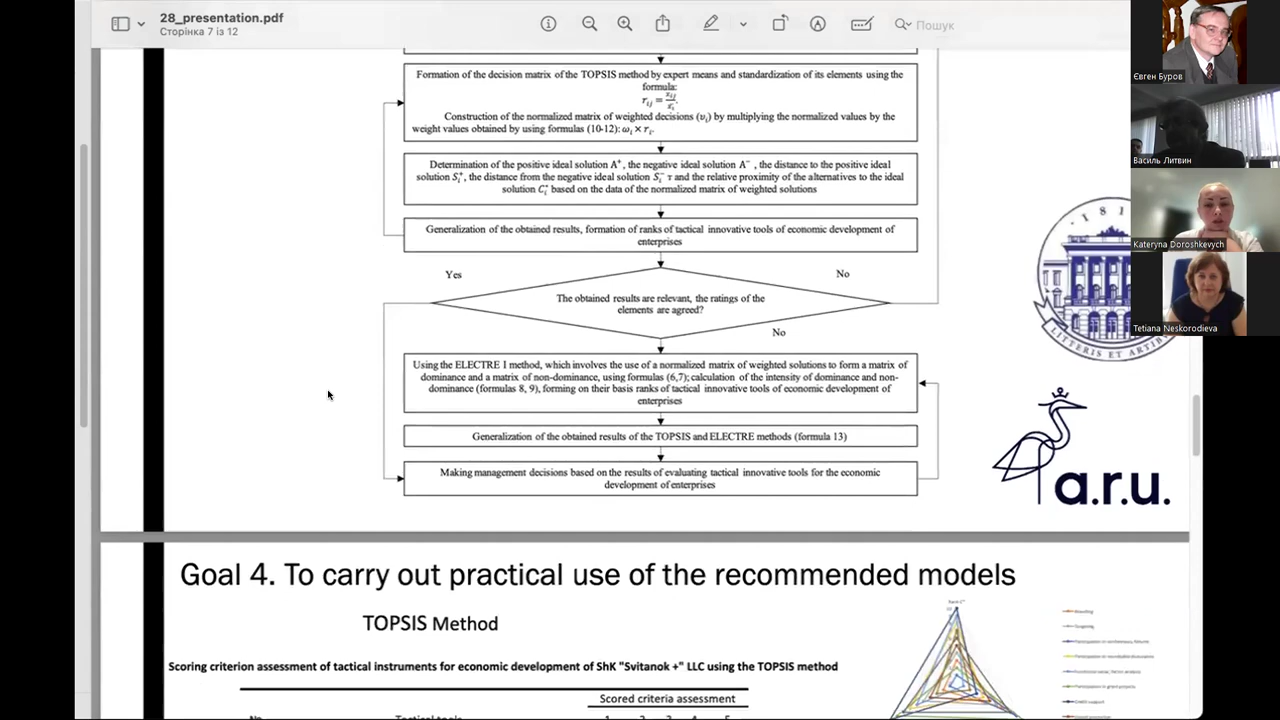 28_presentation.pdf
Сторінка 7 із 12
Пошук
Formation of the decision matrix of the TOPSIS method by expert means and standardization of its elements using the
formula:
Construction of the normalized matrix of weighted decisions (υᵢ) by multiplying the normalized values by the
weight values obtained by using formulas (10-12): ωᵢ × rᵢ.
Determination of the positive ideal solution A⁺, the negative ideal solution A⁻ , the distance to the positive ideal
solution Sᵢ⁺, the distance from the negative ideal solution Sᵢ⁻ т and the relative proximity of the alternatives to the ideal
solution Cᵢ* based on the data of the normalized matrix of weighted solutions
Generalization of the obtained results, formation of ranks of tactical innovative tools of economic development of
enterprises
Yes
No
The obtained results are relevant, the ratings of the
elements are agreed?
No
Using the ELECTRE I method, which involves the use of a normalized matrix of weighted solutions to form a matrix of
dominance and a matrix of non-dominance, using formulas (6,7); calculation of the intensity of dominance and non-
dominance (formulas 8, 9), forming on their basis ranks of tactical innovative tools of economic development of
enterprises
Generalization of the obtained results of the TOPSIS and ELECTRE methods (formula 13)
Making management decisions based on the results of evaluating tactical innovative tools for the economic
development of enterprises
1 8 1
LITTERIS ET ARTIB
a.r.u.
Євген Буров
Василь Литвин
Kateryna Doroshkevych
Tetiana Neskorodieva
Goal 4. To carry out practical use of the recommended models
TOPSIS Method
Scoring criterion assessment of tactical instruments for economic development of ShK "Svitanok +" LLC using the TOPSIS method
Scored criteria assessment